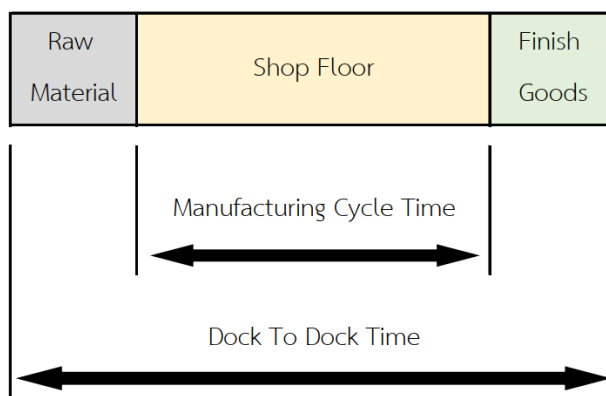 Raw
Material
Shop Floor
Finish
Goods
Manufacturing Cycle Time
Dock To Dock Time